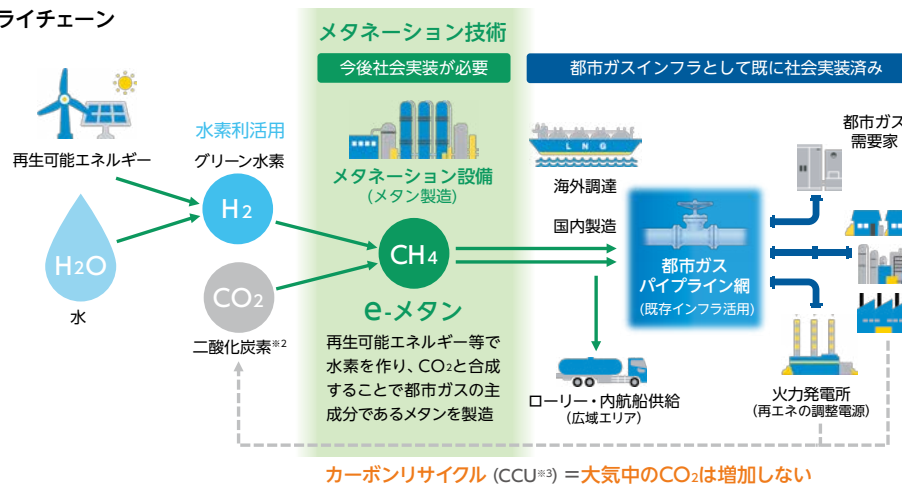 ライチェーン
メタネーション技術
今後社会実装が必要
都市ガスインフラとして既に社会実装済み
再生可能エネルギー
水素利活用
グリーン水素
H2
H2O
水
CO2
二酸化炭素※2
メタネーション設備
(メタン製造)
CH4
e-メタン
再生可能エネルギー等で
水素を作り、CO2と合成
することで都市ガスの主
成分であるメタンを製造
LNG
海外調達
国内製造
都市ガス
パイプライン網
(既存インフラ活用)
都市ガス
需要家
ローリー・内航船供給
(広域エリア)
火力発電所
(再エネの調整電源)
カーボンリサイクル (CCU※3) =大気中のCO2は増加しない